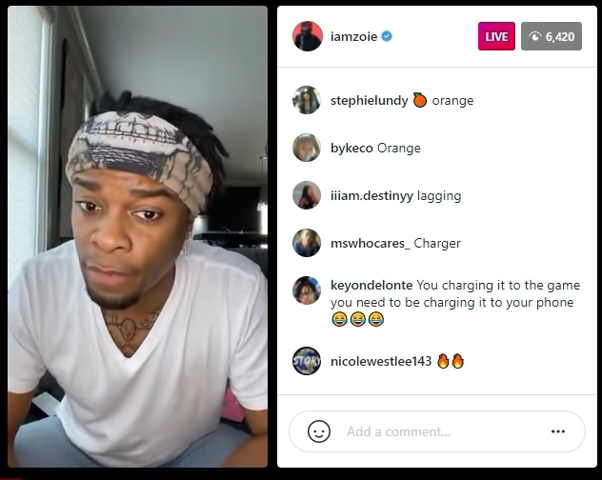 iamzoie
LIVE
6,420
stephielundy 🍊 orange
bykeco Orange
iiiam.destinyy lagging
mswhocares_ Charger
keyondelonte You charging it to the game
you need to be charging it to your phone
😂😂😂
STORY
nicolewestlee143 🔥🔥
Add a comment...